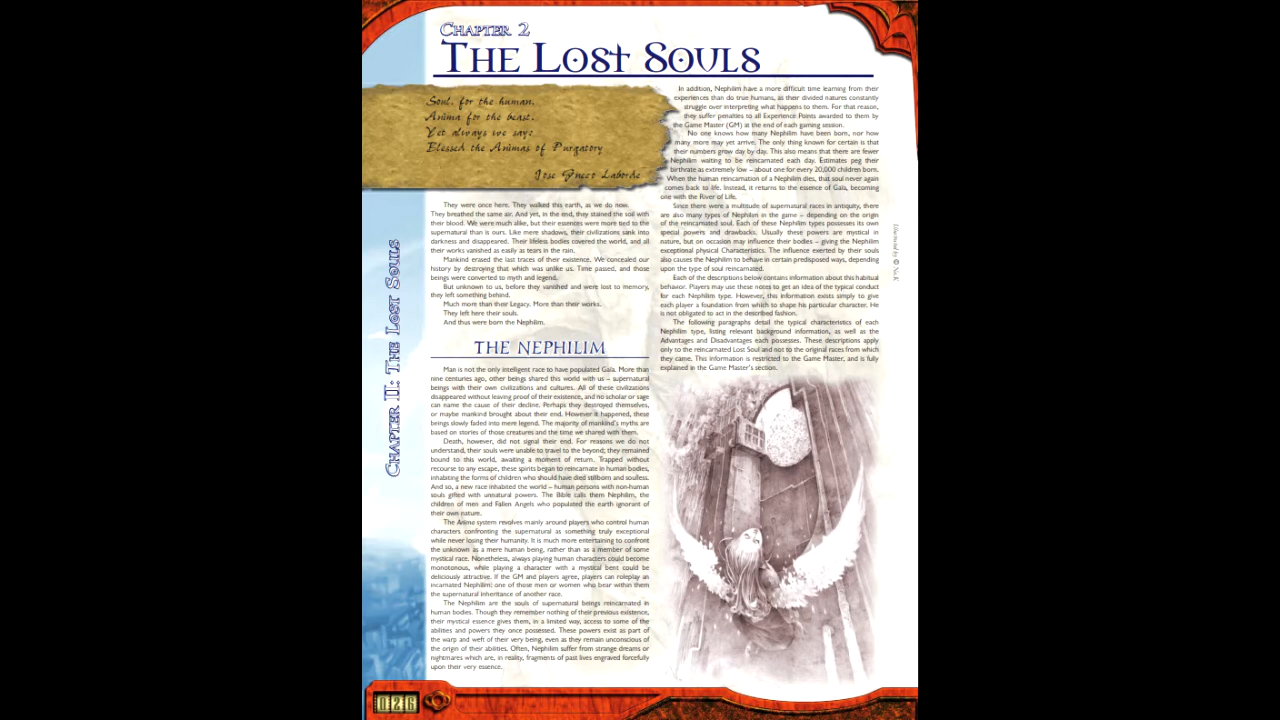 Chapter 2
The Lost Souls
Soul, for the human,
Anima for the beast.
Yet always we say:
Blessed the Animas of Purgatory
They were once here. They walked this earth, as we do now.
They breathed the same air. And yet, in the end, they stained the soil with
their blood. We were much alike, but their essences were more tied to the
supernatural than is ours. Like mere shadows, their civilizations sank into
darkness and disappeared. Their lifeless bodies covered the world, and all
their works vanished as easily as tears in the rain.
Mankind erased the last traces of their existence. We concealed our
history by destroying that which was unlike us. Time passed, and those
beings were converted to myth and legend.
But unknown to us, before they vanished and were lost to memory,
they left something behind.
Much more than their Legacy. More than their works.
They left here their souls.
And thus were born the Nephilim.
THE NEPHILIM
Man is not the only intelligent race to have populated Gaïa. More than
nine centuries ago, other beings shared this world with us – supernatural
beings with their own civilizations and cultures. All of these civilizations
disappeared without leaving proof of their existence, and no scholar or sage
can name the cause of their decline. Perhaps they destroyed themselves,
or maybe mankind brought about their end. However it happened, these
beings slowly faded into mere legend. The majority of mankind's myths are
based on stories of those creatures and the time we shared with them.
Death, however, did not signal their end. For reasons we do not
understand, their souls were unable to travel to the beyond; they remained
bound to this world, awaiting a moment of return. Trapped without
recourse to any escape, these spirits began to reincarnate in human bodies,
inhabiting the forms of children who should have died stillborn and soulless.
And so, a new race inhabited the world – human persons with non-human
souls gifted with unnatural powers. The Bible calls them Nephilim, the
children of men and Fallen Angels who populated the earth ignorant of
their own nature.
The Anime system revolves mainly around players who control human
characters confronting the supernatural as something truly exceptional
while never losing their humanity. It is much more entertaining to confront
the unknown as a mere human being, rather than as a member of some
mystical race. Nonetheless, always playing human characters could become
monotonous, while playing a character with a mystical bent could be
deliciously attractive. If the GM and players agree, players can roleplay an
incarnated Nephilim: one of those men or women who bear within them
the supernatural inheritance of another race.
The Nephilim are the souls of supernatural beings reincarnated in
human bodies. Though they remember nothing of their previous existence,
their mystical essence gives them, in a limited way, access to some of the
abilities and powers they once possessed. These powers exist as part of
the warp and weft of their very being, even as they remain unconscious of
the origin of their abilities. Often, Nephilim suffer from strange dreams or
nightmares which are, in reality, fragments of past lives engraved forcefully
upon their very essence.
In addition, Nephilim have a more difficult time learning from their
experiences than do true humans, as their divided natures constantly
struggle over interpreting what happens to them. For that reason,
they suffer penalties to all Experience Points awarded to them by
the Game Master (GM) at the end of each gaming session.
No one knows how many Nephilim have been born, nor how
many more may yet arrive. The only thing known for certain is that
their numbers grow day by day. This also means that there are fewer
Nephilim waiting to be reincarnated each day. Estimates peg their
birthrate as extremely low – about one for every 20,000 children born.
When the human reincarnation of a Nephilim dies, that soul never again
comes back to life. Instead, it returns to the essence of Gaïa, becoming
one with the River of Life.
Since there were a multitude of supernatural races in antiquity, there
are also many types of Nephilim in the game – depending on the origin
of the reincarnated soul. Each of these Nephilim types possesses its own
special powers and drawbacks. Usually these powers are mystical in
nature, but on occasion may influence their bodies – giving the Nephilim
exceptional physical Characteristics. The influence exerted by their souls
also causes the Nephilim to behave in certain predisposed ways, depending
upon the type of soul reincarnated.
Each of the descriptions below contains information about this habitual
behavior. Players may use these notes to get an idea of the typical conduct
for each Nephilim type. However, this information exists simply to give
each player a foundation from which to shape his particular character. He
is not obligated to act in the described fashion.
The following paragraphs detail the typical characteristics of each
Nephilim type, listing relevant background information, as well as the
Advantages and Disadvantages each possesses. These descriptions apply
only to the reincarnated Lost Soul and not to the original races from which
they came. This information is restricted to the Game Master, and is fully
explained in the Game Master's section.
Chapter II: The Lost Souls
Illustrated by ©
026